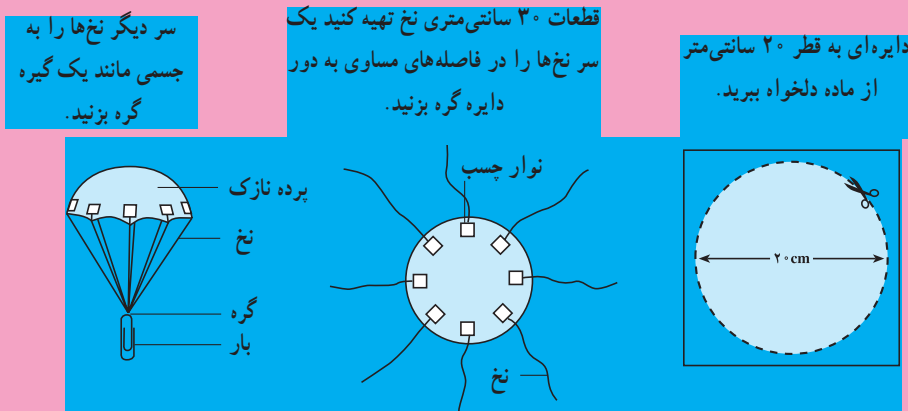 دایره‌ای به قطر ۲۰ سانتی‌متر
از ماده دلخواه ببرید.
قطعات ۳۰ سانتی‌متری نخ تهیه کنید یک
سر نخ‌ها را در فاصله‌های مساوی به دور
دایره گره بزنید.
سر دیگر نخ‌ها را به
جسمی مانند یک گیره
گره بزنید.
۲۰cm
نوار چسب
نخ
پرده نازک
نخ
گره
بار